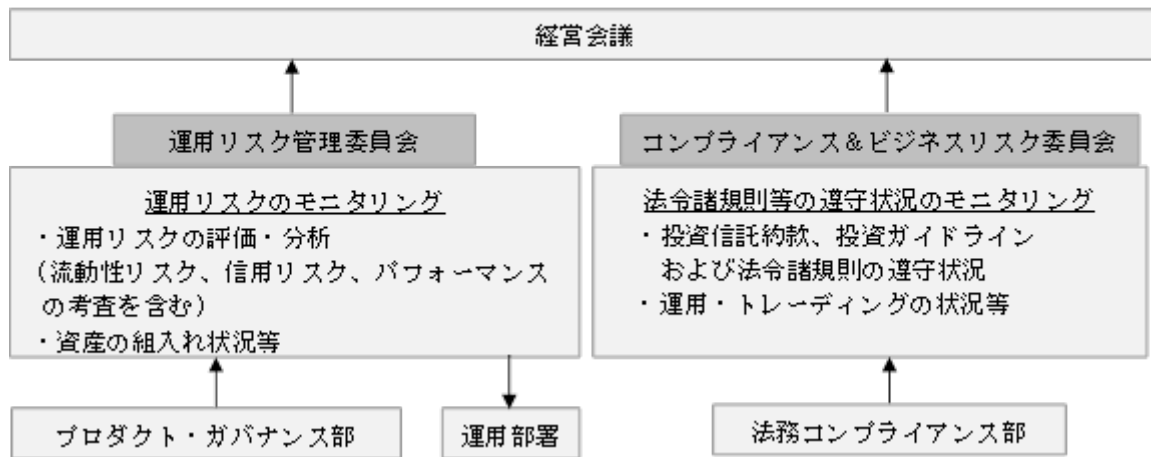 経営会議
運用リスク管理委員会
運用リスクのモニタリング
・運用リスクの評価・分析
（流動性リスク、信用リスク、パフォーマンス
の考査を含む）
・資産の組入れ状況等
コンプライアンス＆ビジネスリスク委員会
法令諸規則等の遵守状況のモニタリング
・投資信託約款、投資ガイドライン
および法令諸規則の遵守状況
・運用・トレーディングの状況等
プロダクト・ガバナンス部
運用部署
法務コンプライアンス部